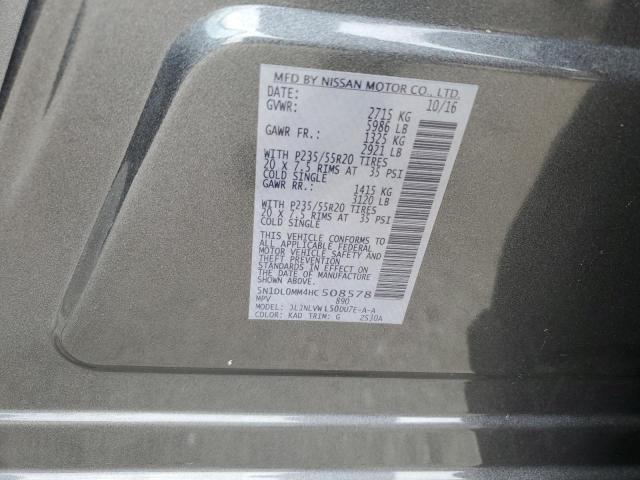 MFD BY NISSAN MOTOR CO., LTD.
DATE: 10/16
GVWR: 2715 KG
5986 LB
GAWR FR.: 1325 KG
2921 LB
WITH P235/55R20 TIRES
20 X 7.5 RIMS AT 35 PSI
COLD SINGLE
GAWR RR.: 1415 KG
3120 LB
WITH P235/55R20 TIRES
20 X 7.5 RIMS AT 35 PSI
COLD SINGLE
THIS VEHICLE CONFORMS TO
ALL APPLICABLE FEDERAL
MOTOR VEHICLE SAFETY AND
THEFT PREVENTION
STANDARDS IN EFFECT ON
THE DATE OF MANUFACTURE
SHOWN ABOVE.
5N1DL0MM4HC 508578
MPV 890
MODEL: JLJNLVWL50UU7E-A-A
COLOR: KAD TRIM: G 2530A